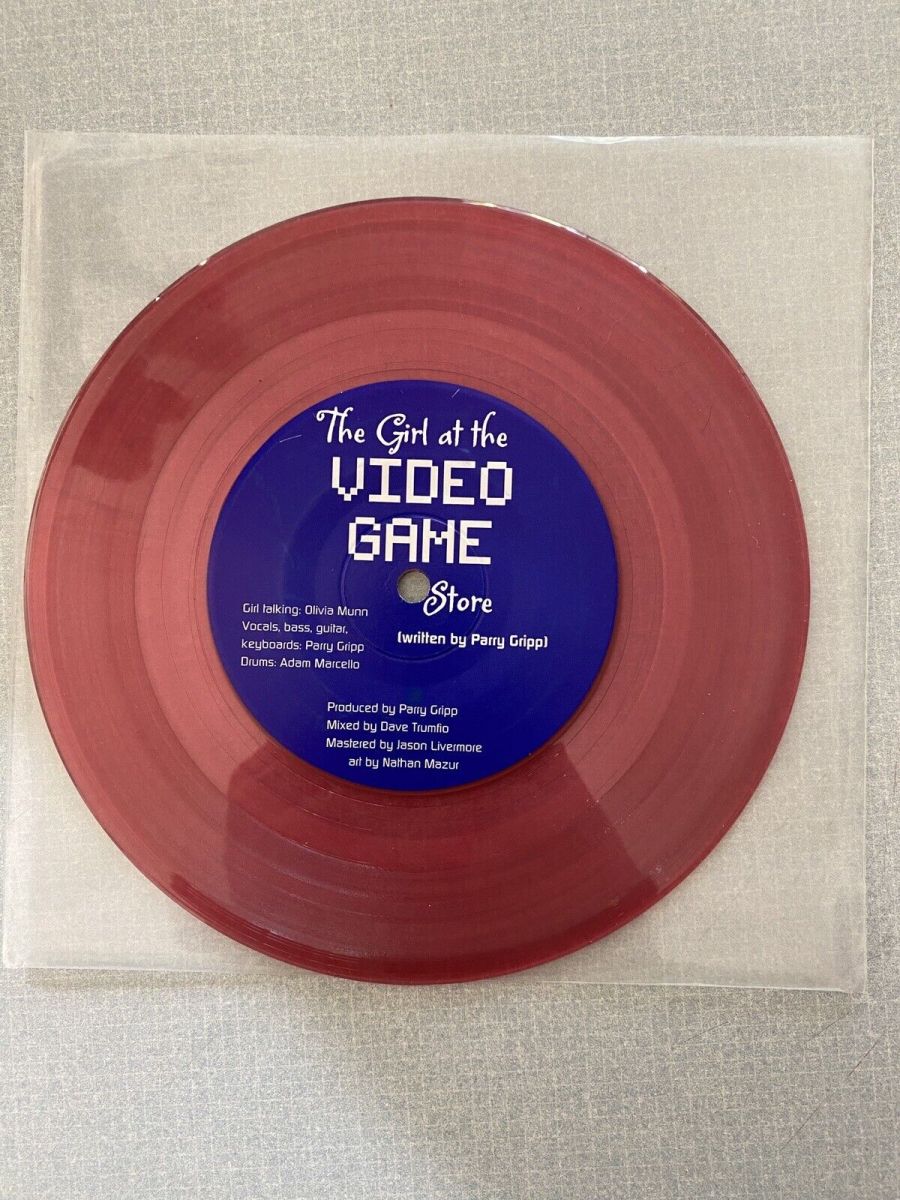 The Girl at the
VIDEO
GAME
Store
(written by Parry Gripp)
Girl talking: Olivia Munn
Vocals, bass, guitar,
keyboards: Parry Gripp
Drums: Adam Marcello
Produced by Parry Gripp
Mixed by Dave Trumfio
Mastered by Jason Livermore
art by Nathan Mazur